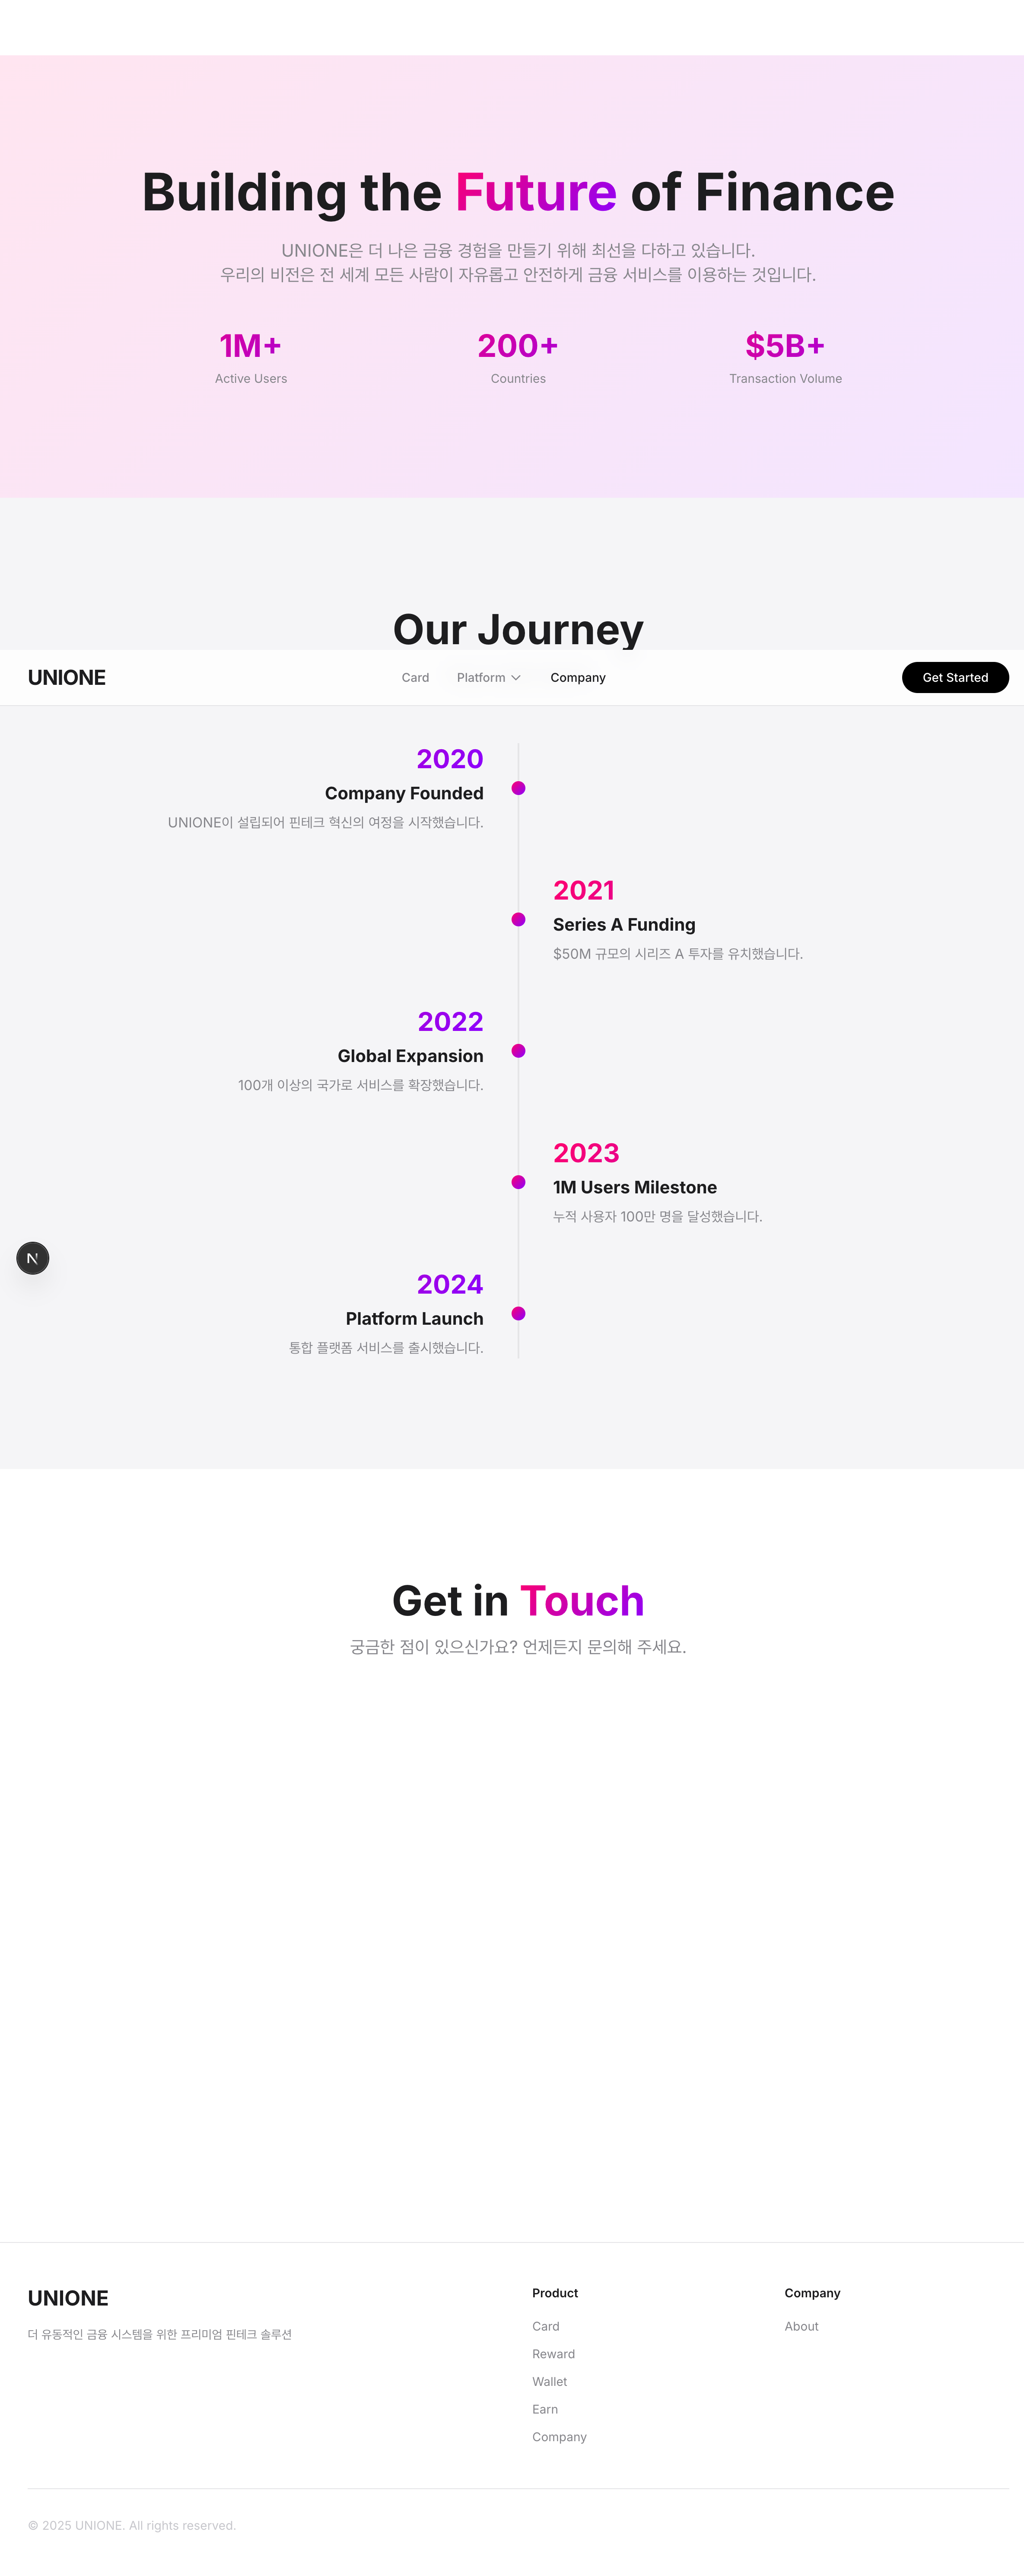 Building the Future of Finance
UNIONE은 더 나은 금융 경험을 만들기 위해 최선을 다하고 있습니다.
우리의 비전은 전 세계 모든 사람이 자유롭고 안전하게 금융 서비스를 이용하는 것입니다.
1M+
Active Users
200+
Countries
$5B+
Transaction Volume
Our Journey
UNIONE
Card
Platform
Company
Get Started
2020
Company Founded
UNIONE이 설립되어 핀테크 혁신의 여정을 시작했습니다.
2021
Series A Funding
$50M 규모의 시리즈 A 투자를 유치했습니다.
2022
Global Expansion
100개 이상의 국가로 서비스를 확장했습니다.
2023
1M Users Milestone
누적 사용자 100만 명을 달성했습니다.
N
2024
Platform Launch
통합 플랫폼 서비스를 출시했습니다.
Get in Touch
궁금한 점이 있으신가요? 언제든지 문의해 주세요.
UNIONE
더 유동적인 금융 시스템을 위한 프리미엄 핀테크 솔루션
Product
Card
Reward
Wallet
Earn
Company
Company
About
© 2025 UNIONE. All rights reserved.